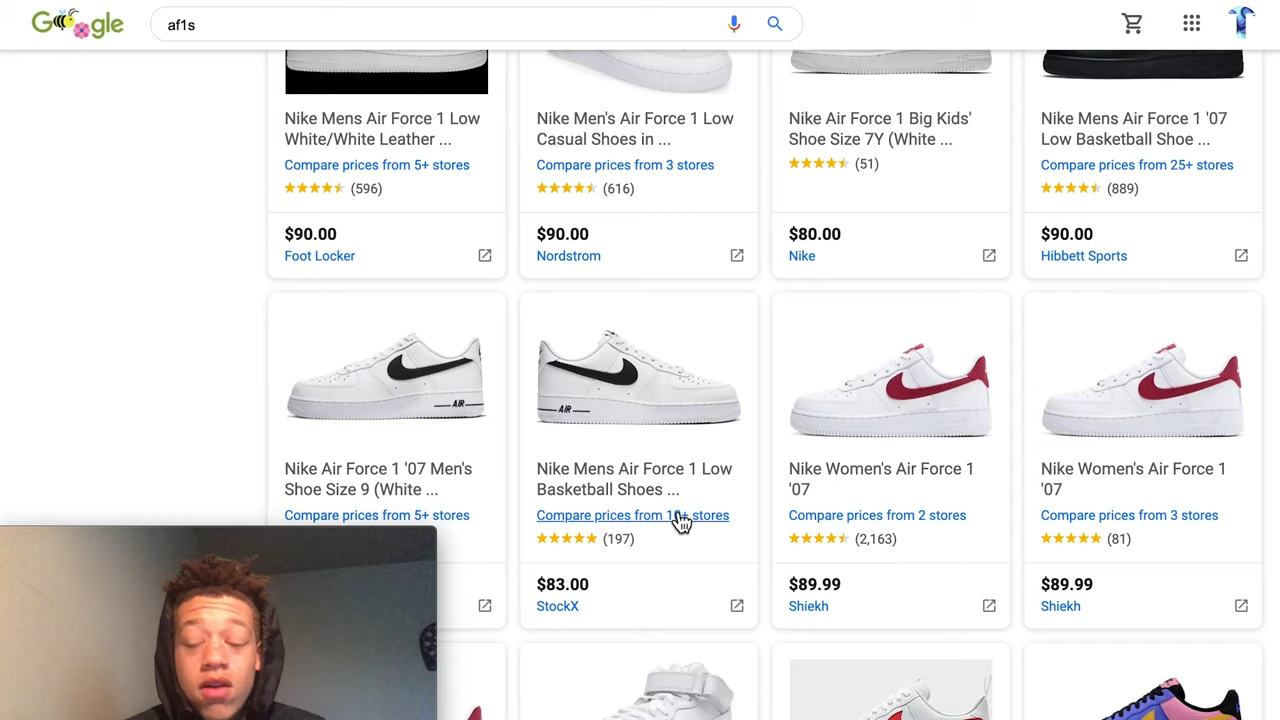 Google
af1s
Nike Mens Air Force 1 Low
White/White Leather ...
Compare prices from 5+ stores
(596)
$90.00
Foot Locker
Nike Men's Air Force 1 Low
Casual Shoes in ...
Compare prices from 3 stores
(616)
$90.00
Nordstrom
Nike Air Force 1 Big Kids'
Shoe Size 7Y (White ...
(51)
$80.00
Nike
Nike Mens Air Force 1 '07
Low Basketball Shoe ...
Compare prices from 25+ stores
(889)
$90.00
Hibbett Sports
AIR
Nike Air Force 1 '07 Men's
Shoe Size 9 (White ...
Compare prices from 5+ stores
AIR
Nike Mens Air Force 1 Low
Basketball Shoes ...
Compare prices from stores
(197)
$83.00
StockX
Nike Women's Air Force 1
'07
Compare prices from 2 stores
(2,163)
$89.99
Shiekh
Nike Women's Air Force 1
'07
Compare prices from 3 stores
(81)
$89.99
Shiekh